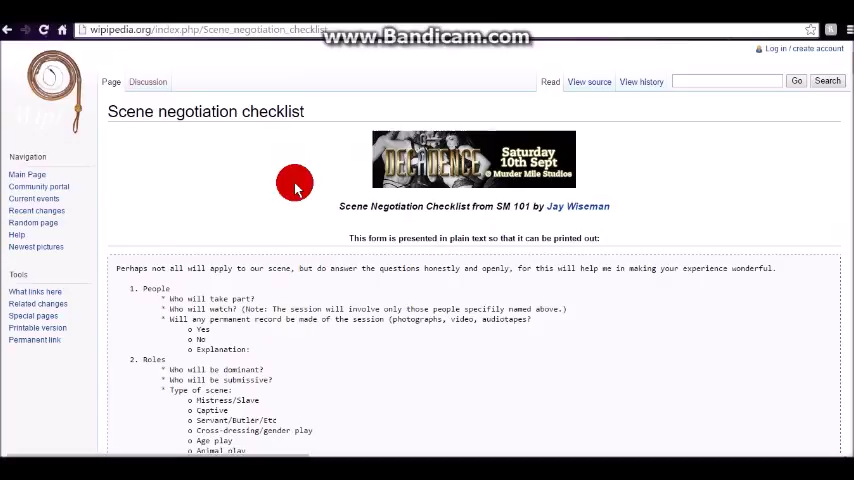 wipipedia.org/index.php/Scene_negotiation_checklist
www.Bandicam.com
Log in / create account
Page Discussion Read View source View history Go Search
Scene negotiation checklist
DECADENCE
Saturday
10th Sept
@ Murder Mile Studios
Navigation
Main Page
Community portal
Current events
Recent changes
Random page
Help
Newest pictures
Tools
What links here
Related changes
Special pages
Printable version
Permanent link
Scene Negotiation Checklist from SM 101 by Jay Wiseman
This form is presented in plain text so that it can be printed out:
Perhaps not all will apply to our scene, but do answer the questions honestly and openly, for this will help me in making your experience wonderful.
1. People
* Who will take part?
* Who will watch? (Note: The session will involve only those people specifily named above.)
* Will any permanent record be made of the session (photographs, video, audiotapes?
o Yes
o No
o Explanation:
2. Roles
* Who will be dominant?
* Who will be submissive?
* Type of scene:
o Mistress/Slave
o Captive
o Servant/Butler/Etc
o Cross-dressing/gender play
o Age play
o Animal play